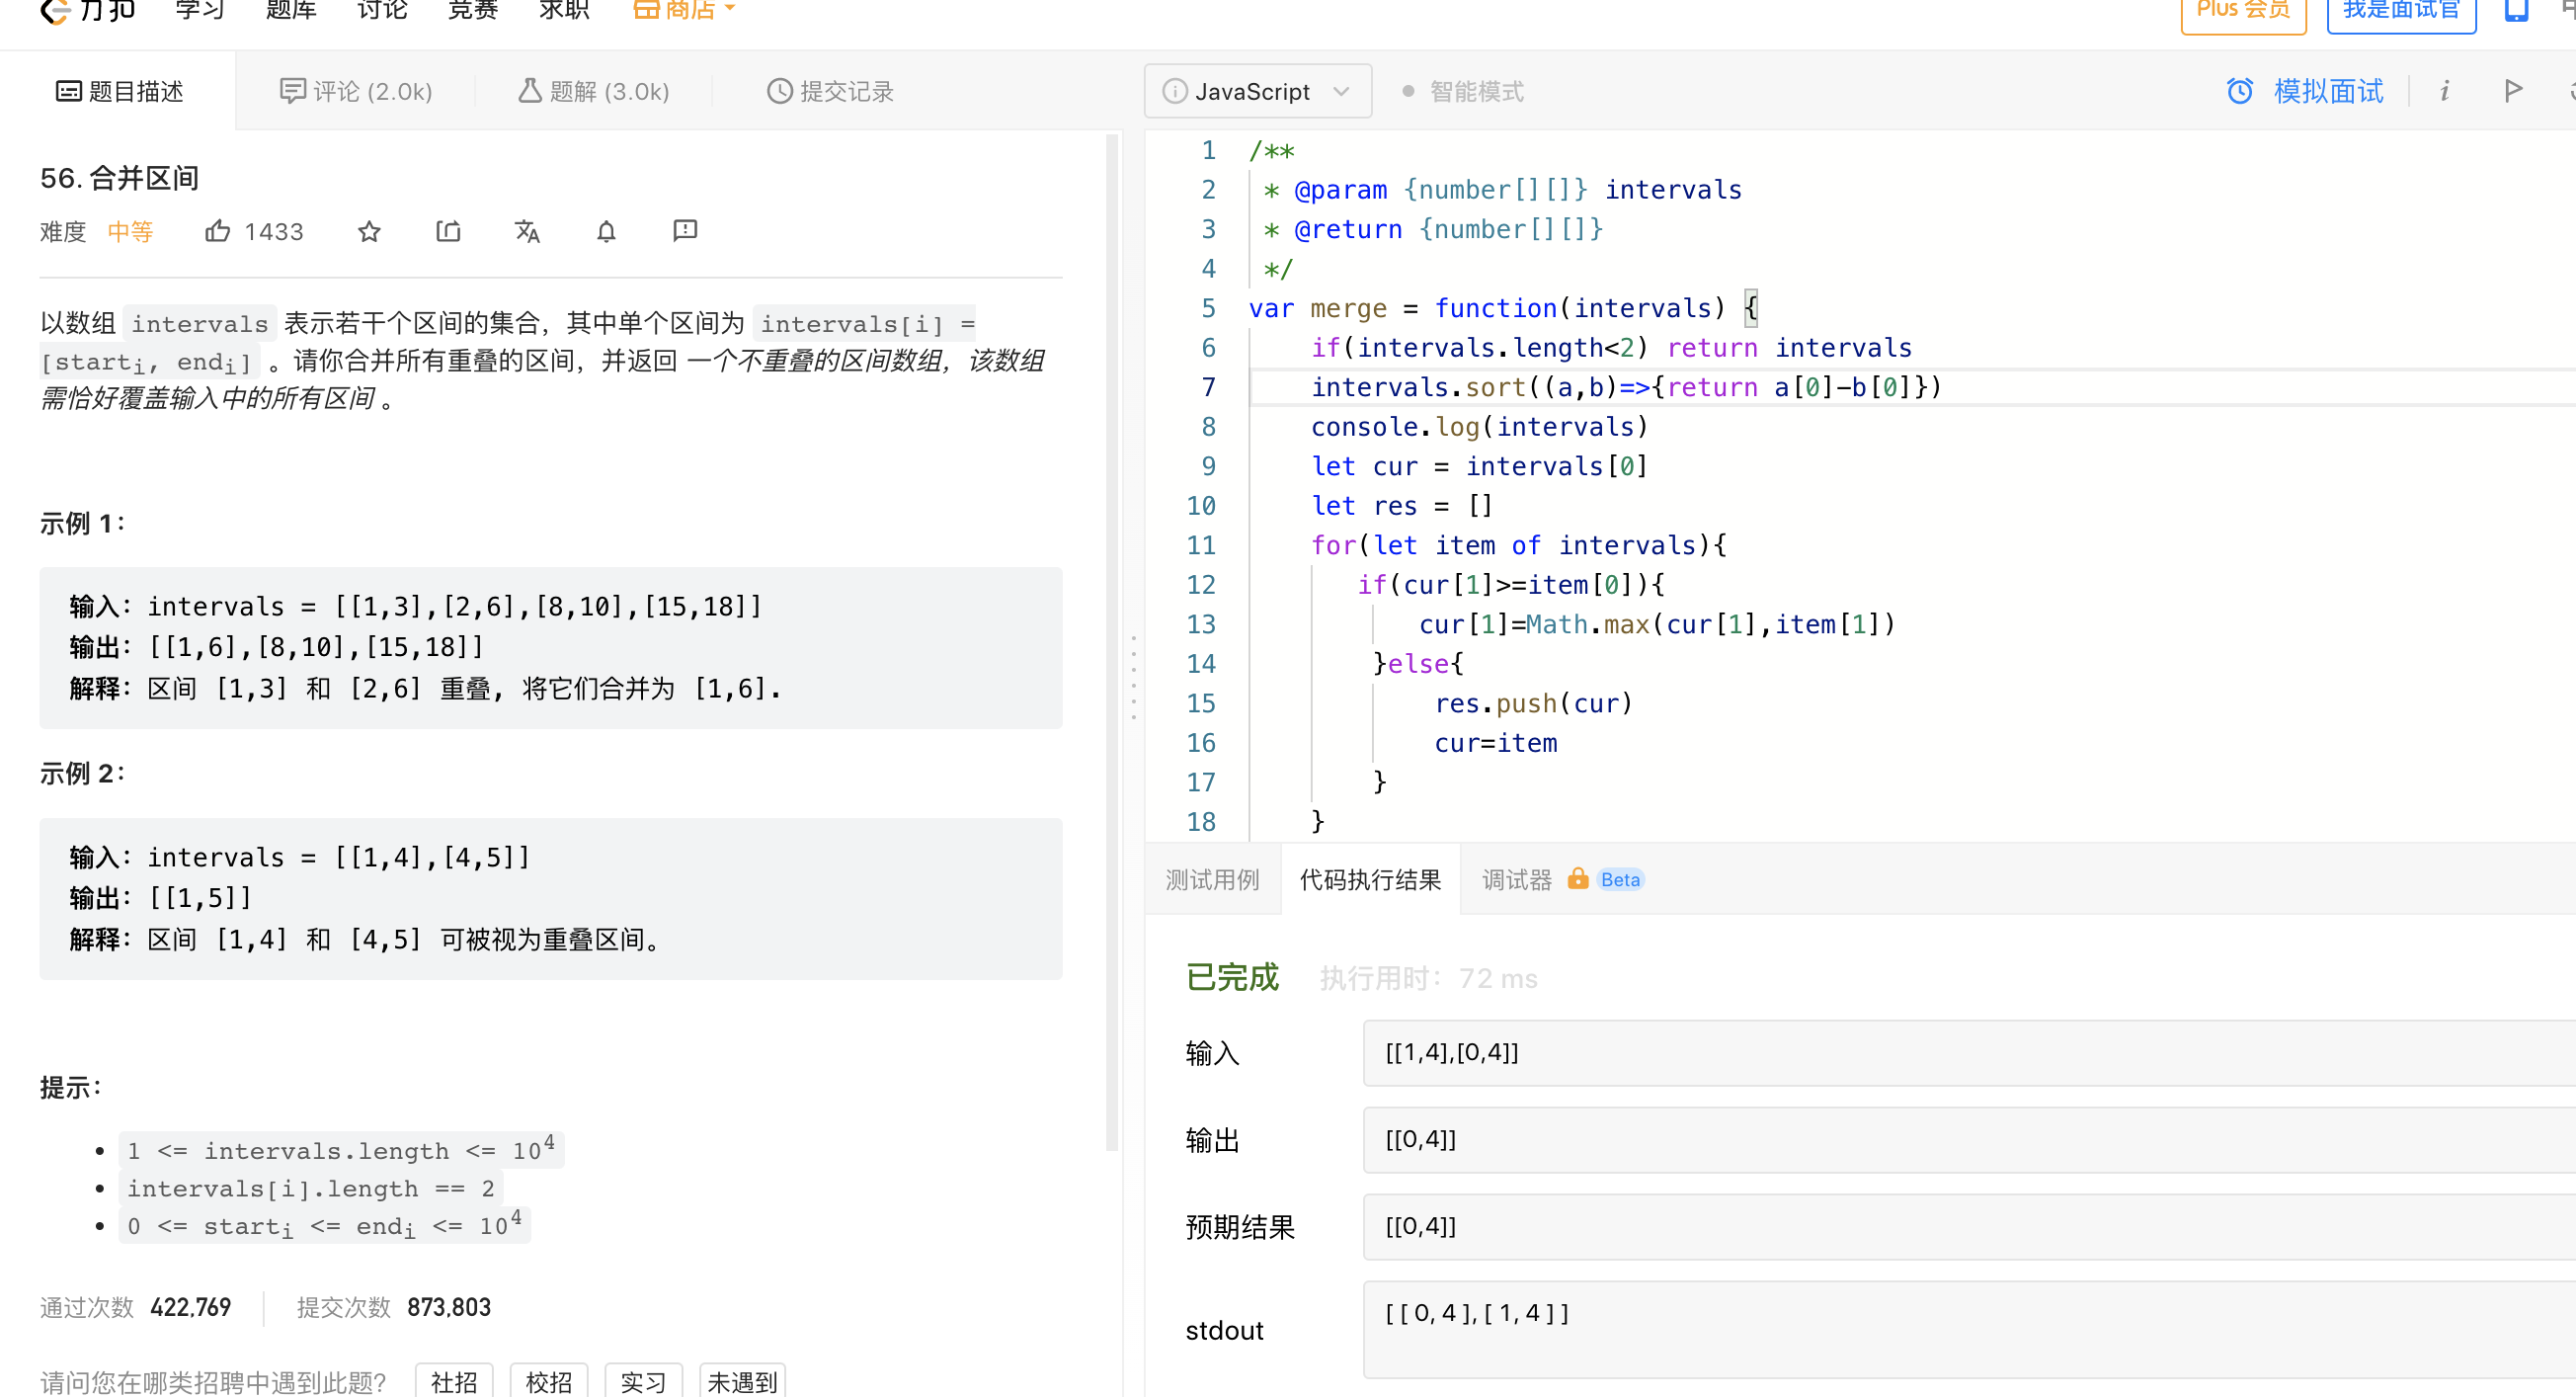 力扣 学习 题库 讨论 竞赛 求职 商店 Plus 会员 我是面试官
题目描述 评论 (2.0k) 题解 (3.0k) 提交记录
56. 合并区间
难度 中等 1433
以数组 intervals 表示若干个区间的集合，其中单个区间为 intervals[i] =
[starti, endi] 。请你合并所有重叠的区间，并返回 一个不重叠的区间数组，该数组
需恰好覆盖输入中的所有区间 。
示例 1：
输入：intervals = [[1,3],[2,6],[8,10],[15,18]]
输出：[[1,6],[8,10],[15,18]]
解释：区间 [1,3] 和 [2,6] 重叠, 将它们合并为 [1,6].
示例 2：
输入：intervals = [[1,4],[4,5]]
输出：[[1,5]]
解释：区间 [1,4] 和 [4,5] 可被视为重叠区间。
提示：
• 1 <= intervals.length <= 10^4
• intervals[i].length == 2
• 0 <= starti <= endi <= 10^4
通过次数 422,769 提交次数 873,803
请问您在哪类招聘中遇到此题？ 社招 校招 实习 未遇到
JavaScript 智能模式 模拟面试 i
1 /**
2 * @param {number[][]} intervals
3 * @return {number[][]}
4 */
5 var merge = function(intervals) {
6 if(intervals.length<2) return intervals
7 intervals.sort((a,b)=>{return a[0]-b[0]})
8 console.log(intervals)
9 let cur = intervals[0]
10 let res = []
11 for(let item of intervals){
12 if(cur[1]>=item[0]){
13 cur[1]=Math.max(cur[1],item[1])
14 }else{
15 res.push(cur)
16 cur=item
17 }
18 }
测试用例 代码执行结果 调试器 Beta
已完成 执行用时：72 ms
输入 [[1,4],[0,4]]
输出 [[0,4]]
预期结果 [[0,4]]
stdout [ [ 0, 4 ], [ 1, 4 ] ]